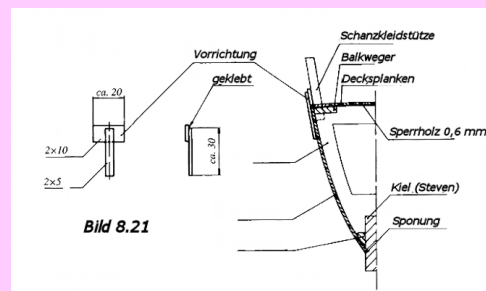 Schanzkleidstütze
Vorrichtung
Balkweger
ca. 20
geklebt
Decksplanken
Sperrholz 0,6 mm
2×10
ca. 30
2×5
Kiel (Steven)
Bild 8.21
Sponung